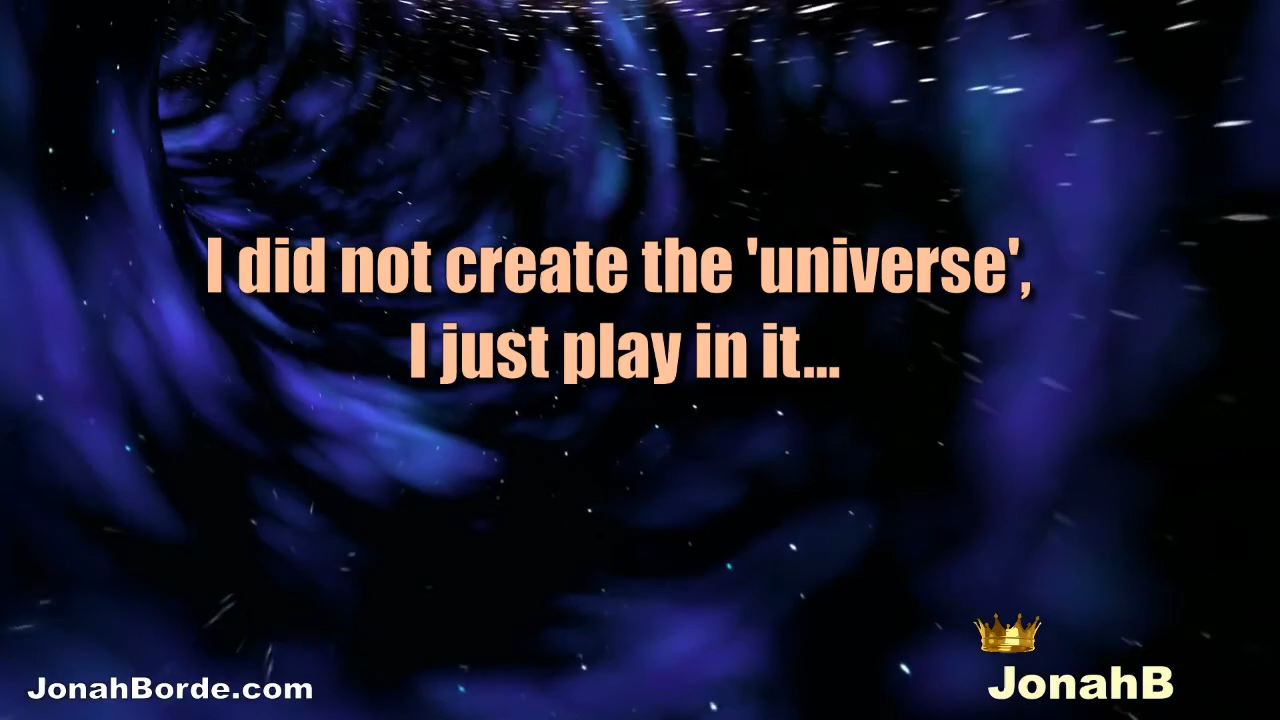 I did not create the 'universe',
I just play in it...
JonahBorde.com
JonahB